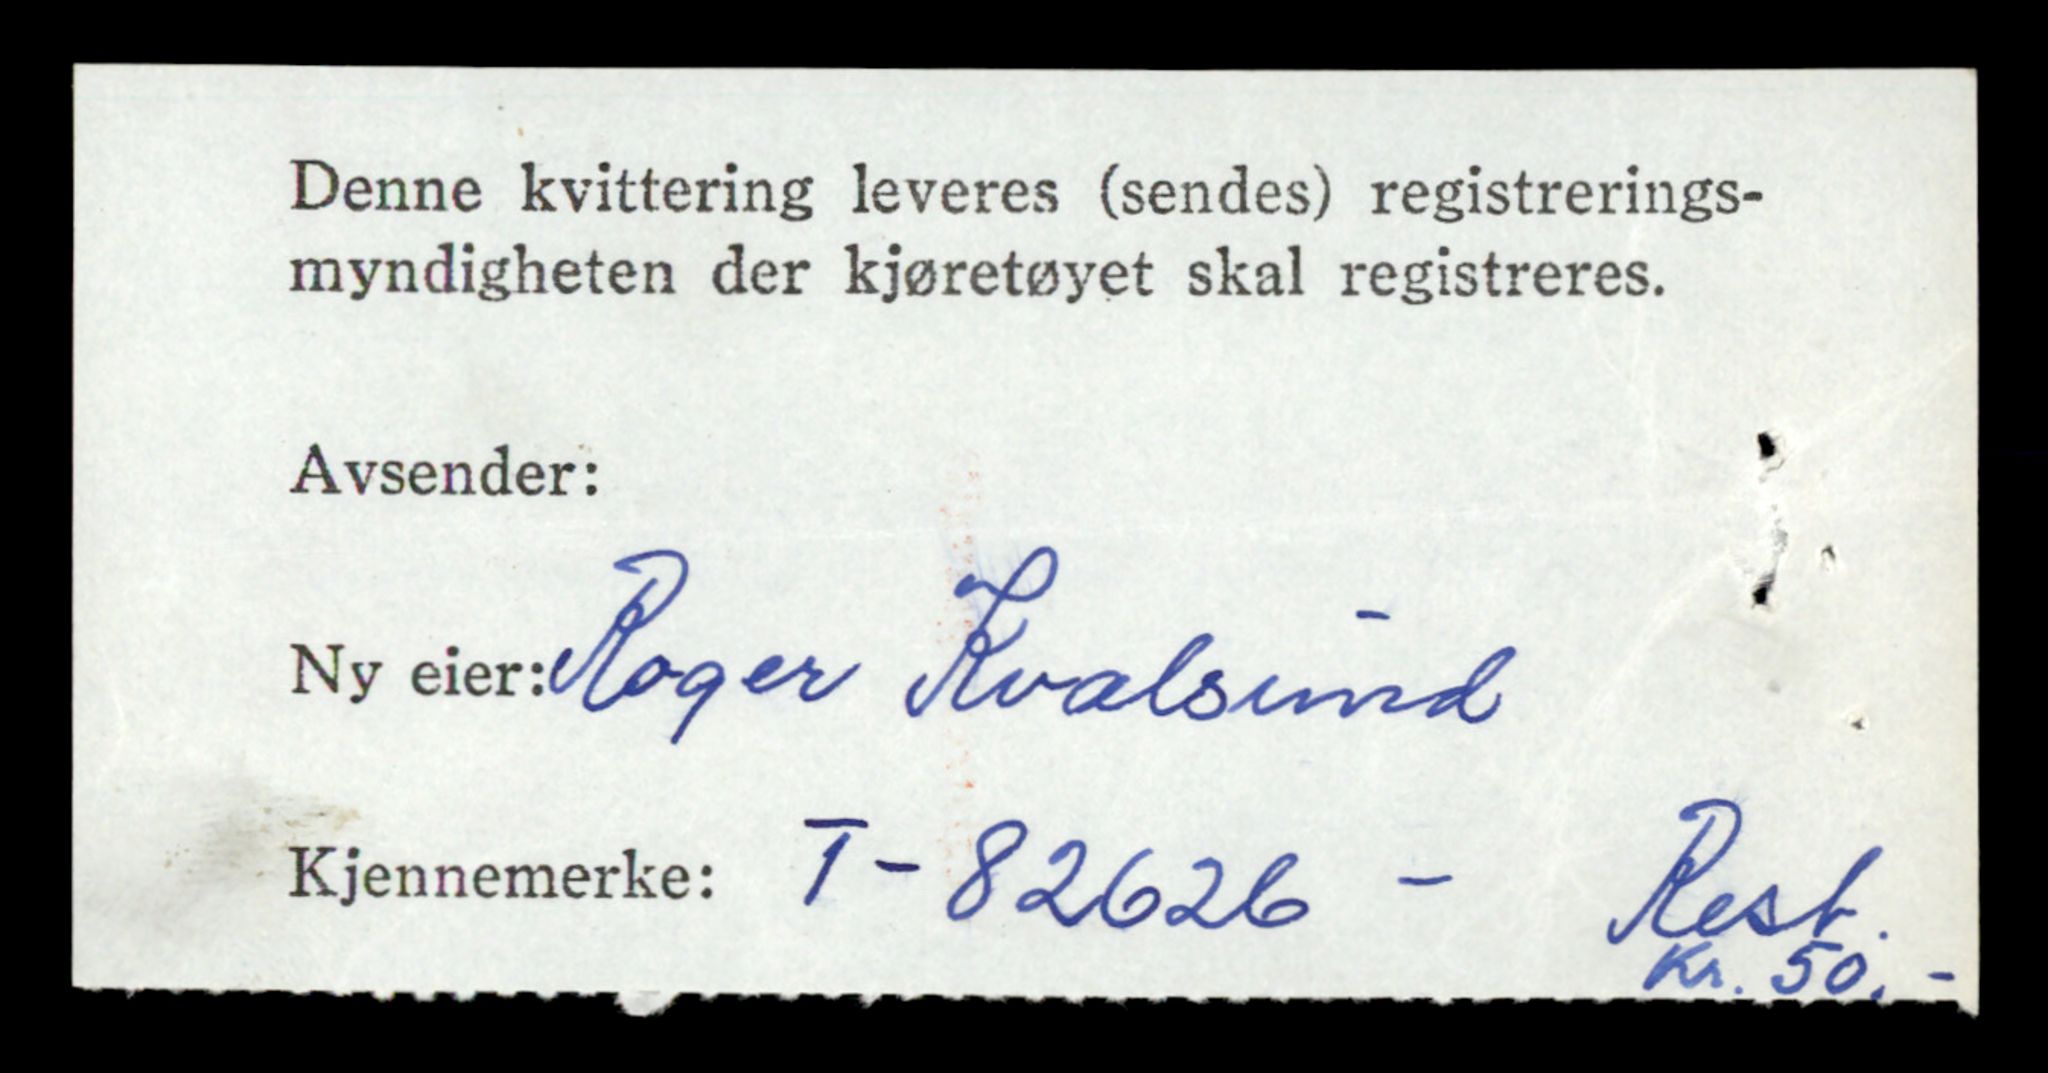 Denne kvittering leveres (sendes) registrerings-
myndigheten der kjøretøyet skal registreres.
Avsender:
Ny eier: Roger Kvalsund
Kjennemerke: T-82626 - Rest.
Kr. 50.-